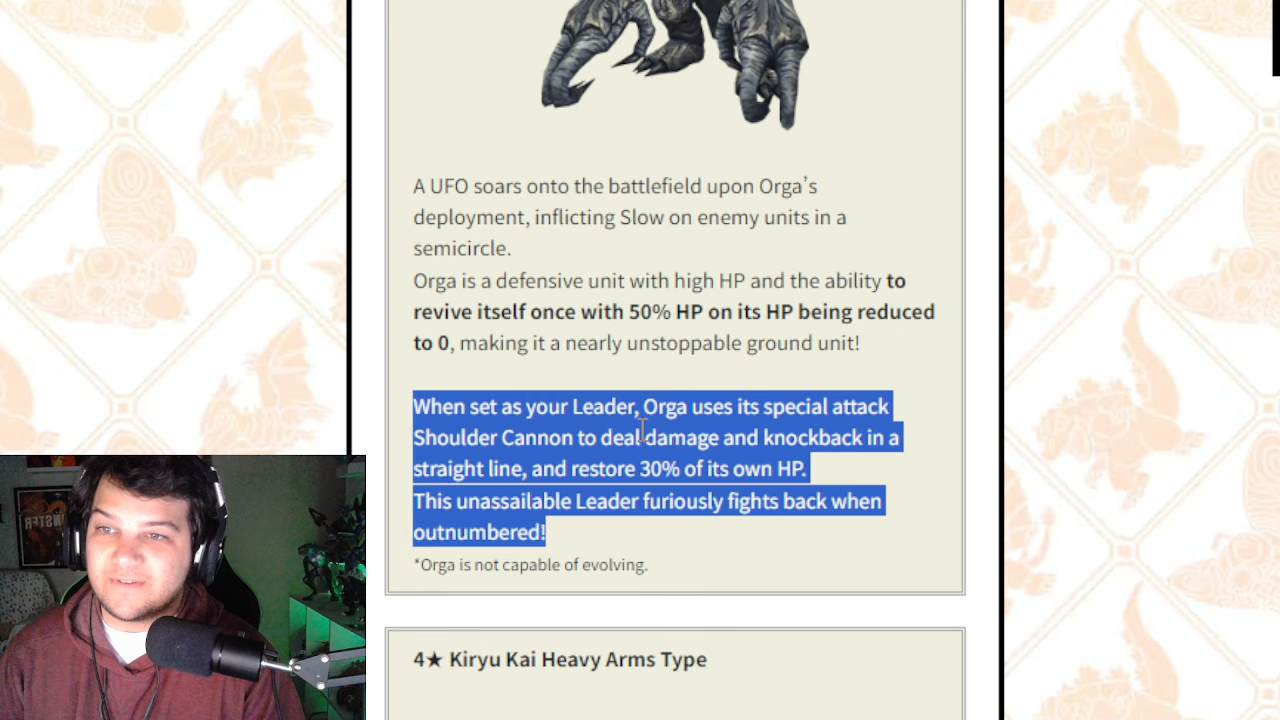 A UFO soars onto the battlefield upon Orga's
deployment, inflicting Slow on enemy units in a
semicircle.
Orga is a defensive unit with high HP and the ability to
revive itself once with 50% HP on its HP being reduced
to 0, making it a nearly unstoppable ground unit!
When set as your Leader, Orga uses its special attack
Shoulder Cannon to deal damage and knockback in a
straight line, and restore 30% of its own HP.
This unassailable Leader furiously fights back when
outnumbered!
*Orga is not capable of evolving.
4★ Kiryu Kai Heavy Arms Type